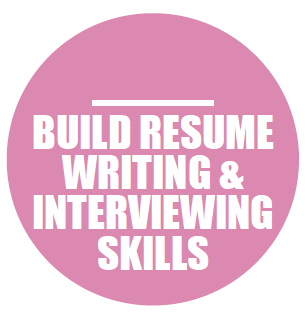 BUILD RESUME
WRITING &
INTERVIEWING
SKILLS